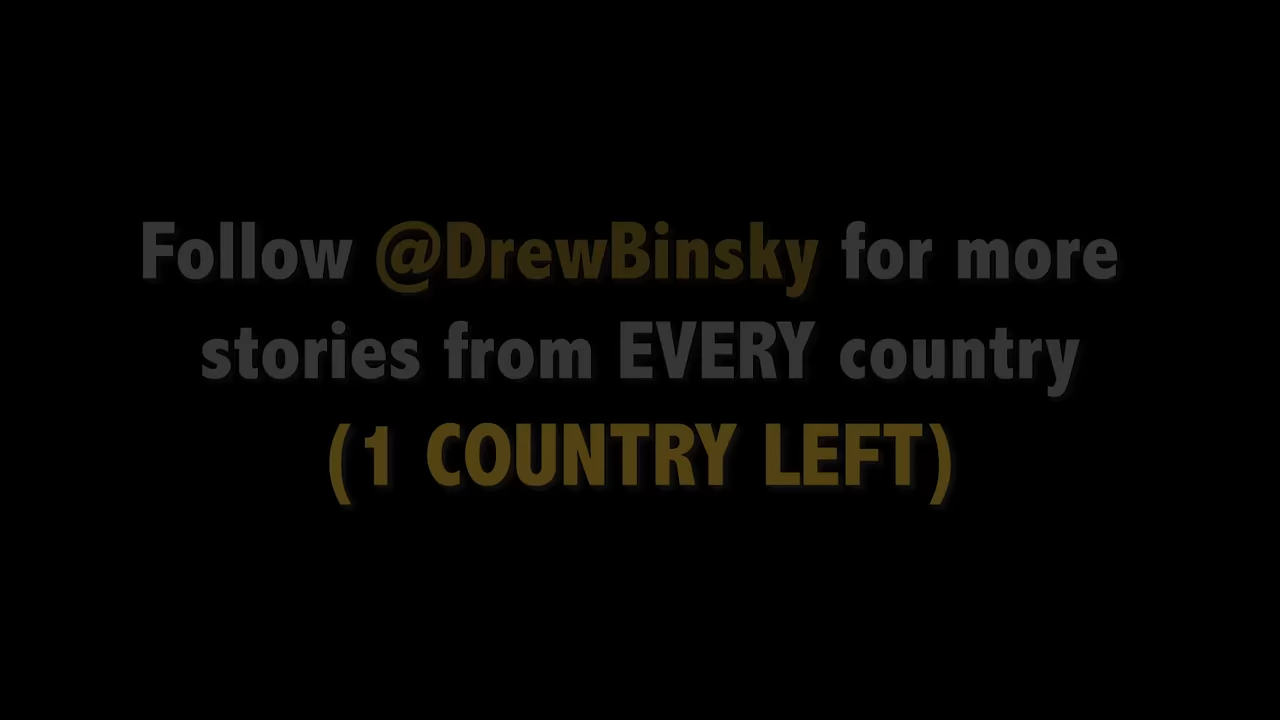 Follow @DrewBinsky for more
stories from EVERY country
(1 COUNTRY LEFT)